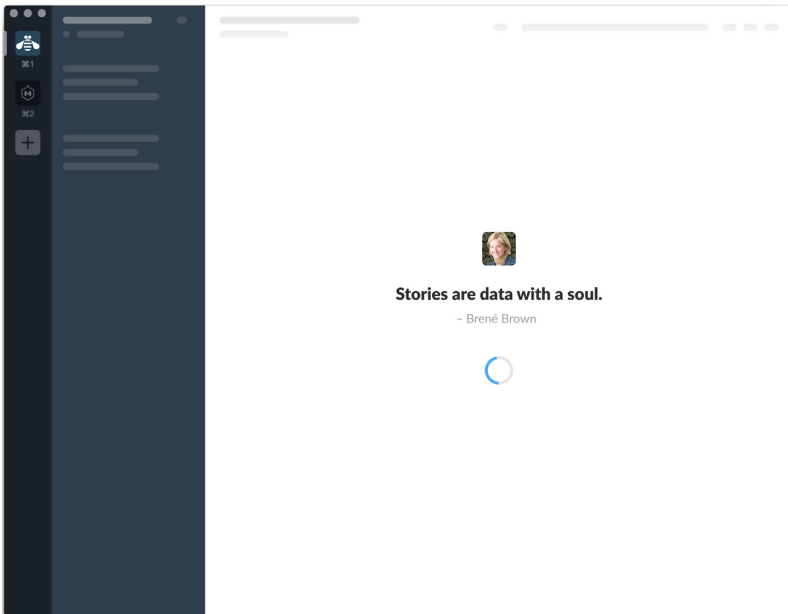 ⌘1
⌘2
Stories are data with a soul.
– Brené Brown